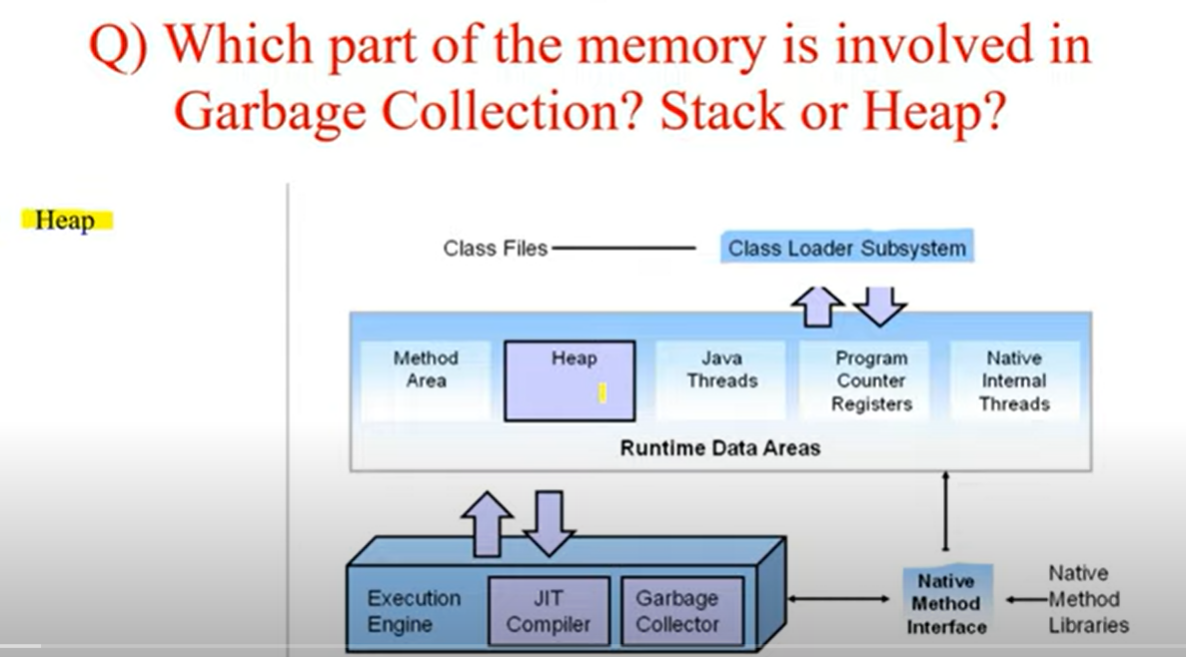 Q) Which part of the memory is involved in
Garbage Collection? Stack or Heap?
Heap
Class Files
Class Loader Subsystem
Method
Area
Heap
Java
Threads
Program
Counter
Registers
Native
Internal
Threads
Runtime Data Areas
Execution
Engine
JIT
Compiler
Garbage
Collector
Native
Method
Interface
Native
Method
Libraries